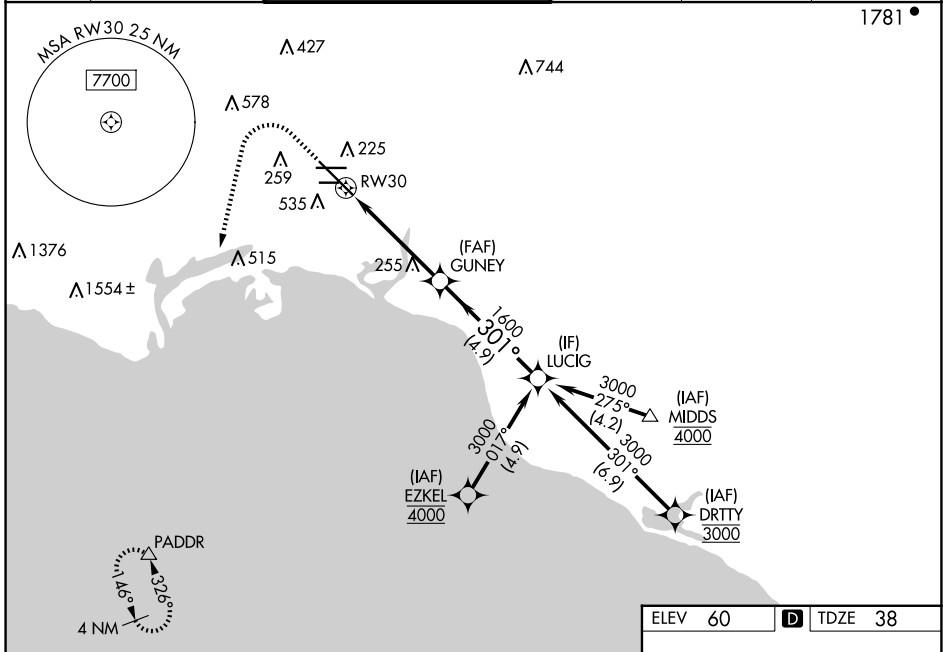 1781
MSA RW30 25 NM
7700
427
744
578
225
259
RW30
535
(FAF)
GUNEY
1376
515
255
1554 ±
1600
301°
(4.9)
(IF)
LUCIG
3000
275°
(4.2)
(IAF)
MIDDS
4000
3000
017°
(4.9)
3000
301°
(6.9)
(IAF)
EZKEL
4000
(IAF)
DRTTY
3000
PADDR
146°
326°
4 NM
ELEV 60 D TDZE 38